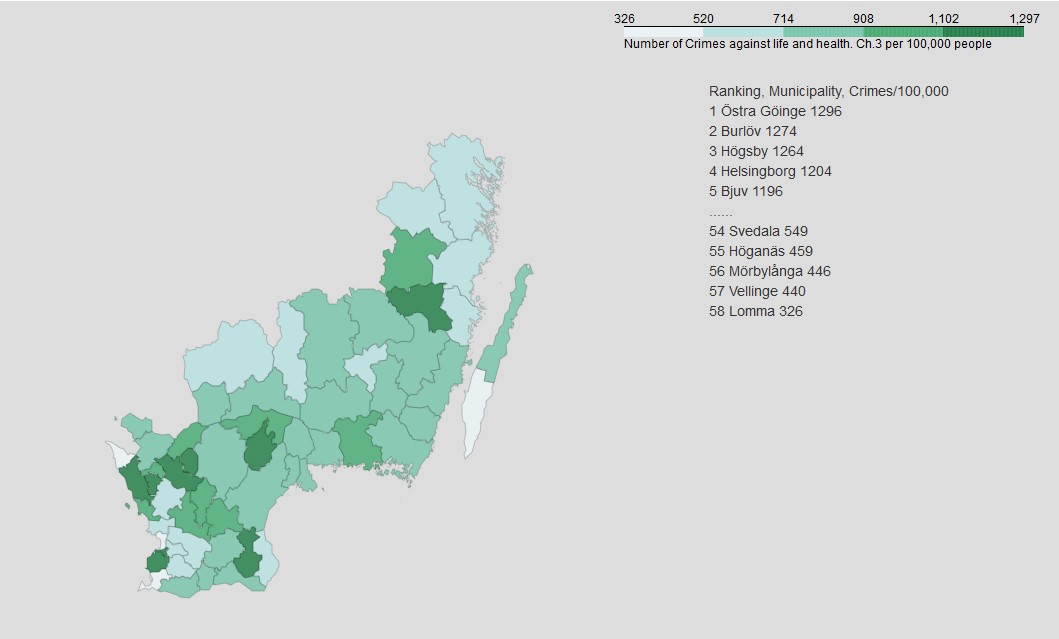 326 520 714 908 1,102 1,297
Number of Crimes against life and health. Ch.3 per 100,000 people
Ranking, Municipality, Crimes/100,000
1 Östra Göinge 1296
2 Burlöv 1274
3 Högsby 1264
4 Helsingborg 1204
5 Bjuv 1196
......
54 Svedala 549
55 Höganäs 459
56 Mörbylånga 446
57 Vellinge 440
58 Lomma 326